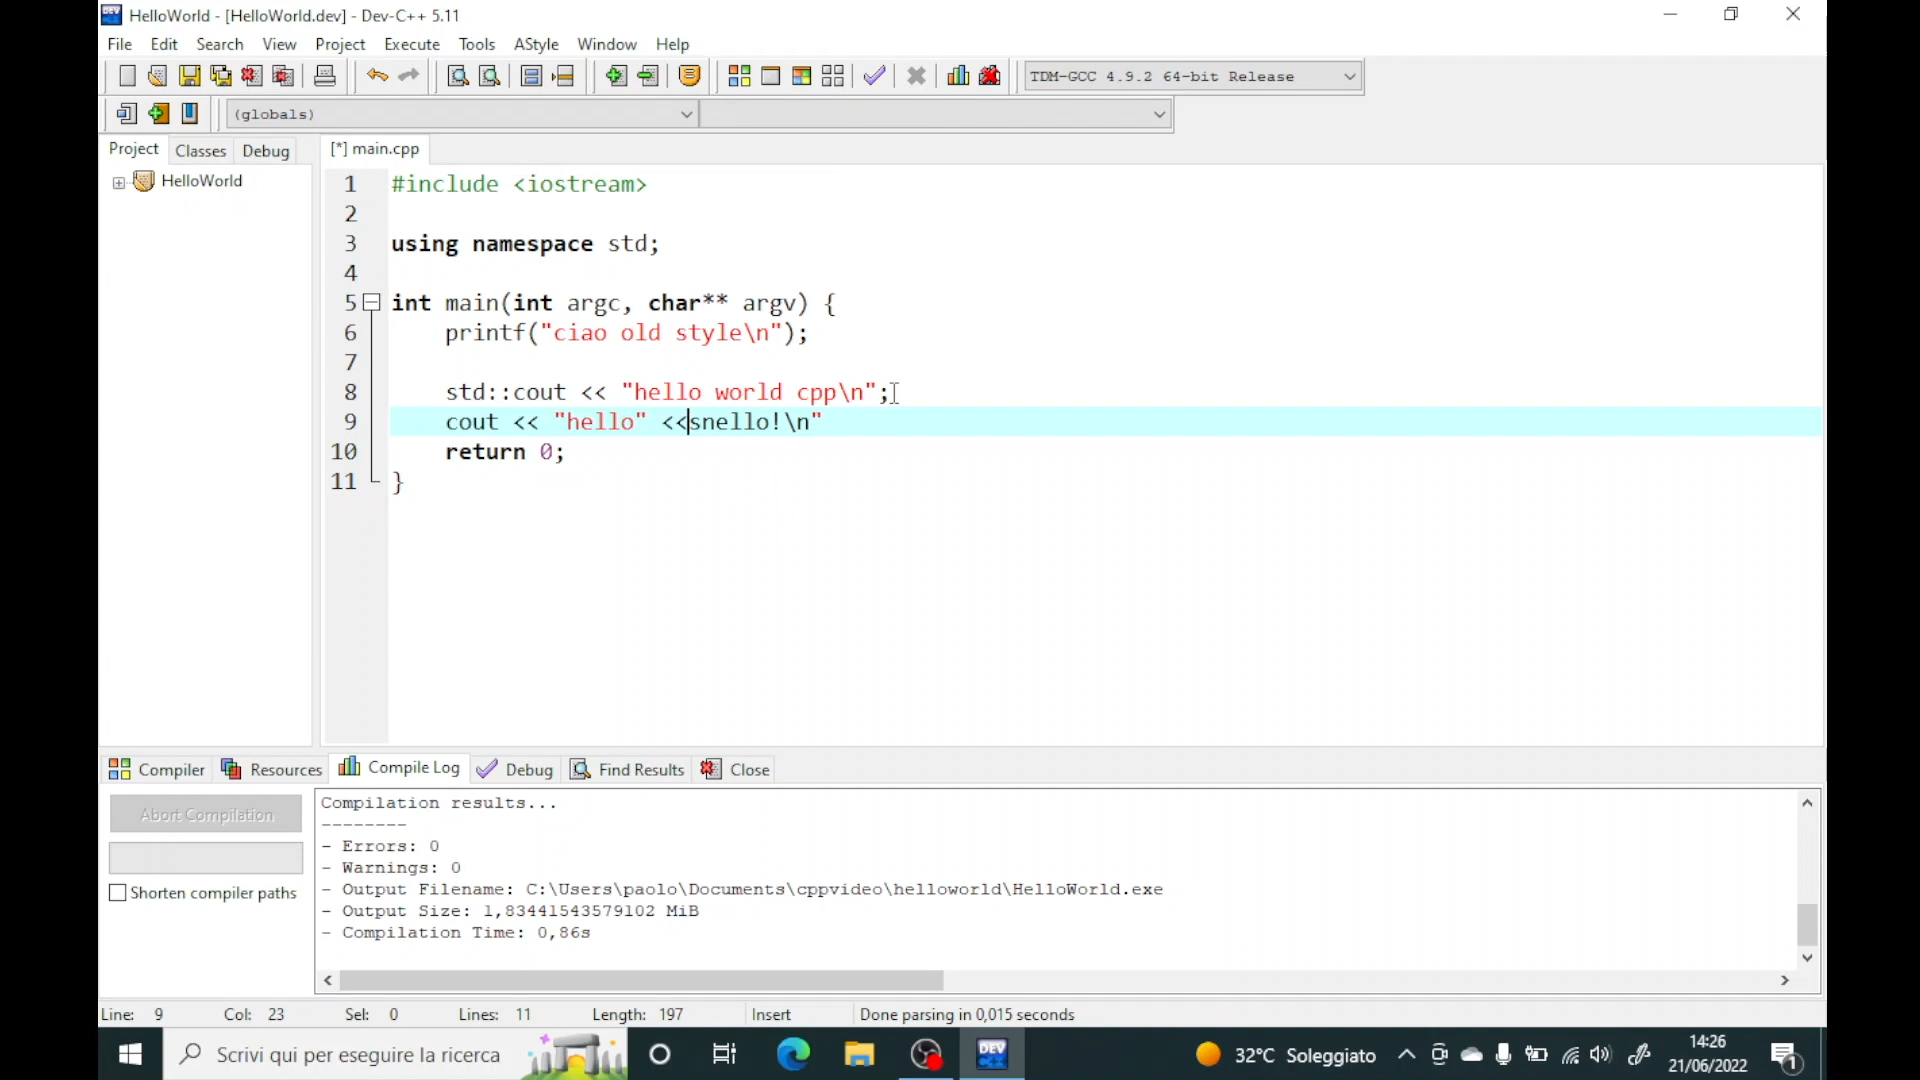 HelloWorld - [HelloWorld.dev] - Dev-C++ 5.11
File Edit Search View Project Execute Tools AStyle Window Help
TDM-GCC 4.9.2 64-bit Release
(globals)
Project Classes Debug [*] main.cpp
HelloWorld
1 #include <iostream>
2
3 using namespace std;
4
5 int main(int argc, char** argv) {
6 printf("ciao old style\n");
7
8 std::cout << "hello world cpp\n";
9 cout << "hello" <<snello!\n"
10 return 0;
11 }
Compiler Resources Compile Log Debug Find Results Close
Abort Compilation
Shorten compiler paths
Compilation results...
--------
- Errors: 0
- Warnings: 0
- Output Filename: C:\Users\paolo\Documents\cppvideo\helloworld\HelloWorld.exe
- Output Size: 1,83441543579102 MiB
- Compilation Time: 0,86s
Line: 9 Col: 23 Sel: 0 Lines: 11 Length: 197 Insert Done parsing in 0,015 seconds
Scrivi qui per eseguire la ricerca
DEV C++
32°C Soleggiato
14:26
21/06/2022
1